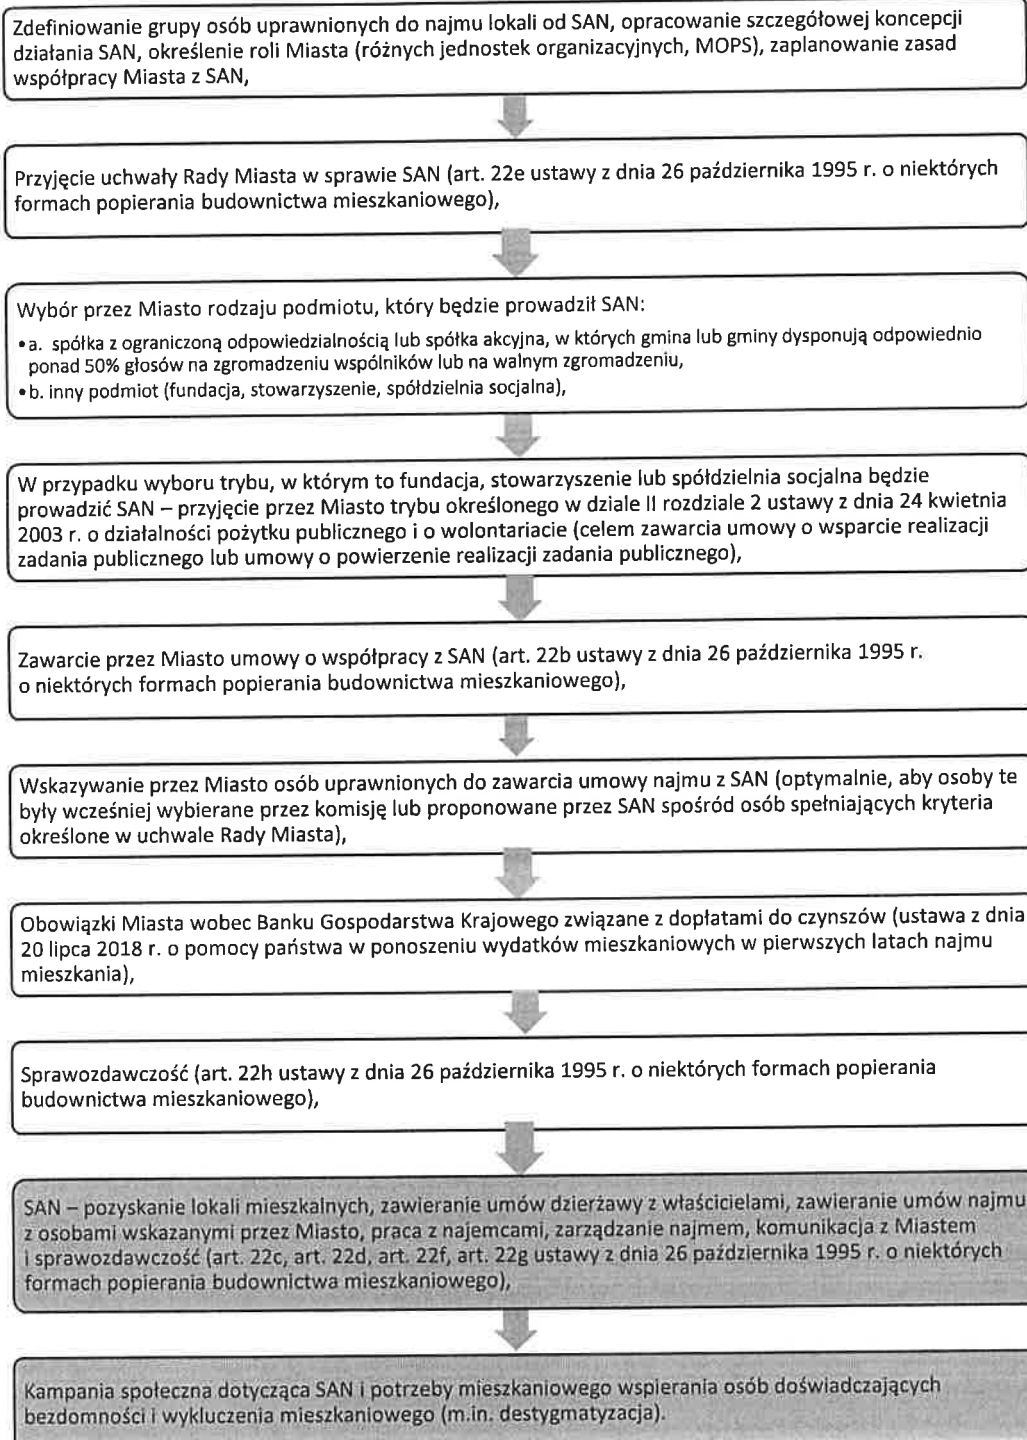 Zdefiniowanie grupy osób uprawnionych do najmu lokali od SAN, opracowanie szczegółowej koncepcji
działania SAN, określenie roli Miasta (różnych jednostek organizacyjnych, MOPS), zaplanowanie zasad
współpracy Miasta z SAN,
Przyjęcie uchwały Rady Miasta w sprawie SAN (art. 22e ustawy z dnia 26 października 1995 r. o niektórych
formach popierania budownictwa mieszkaniowego),
Wybór przez Miasto rodzaju podmiotu, który będzie prowadził SAN:
• a. spółka z ograniczoną odpowiedzialnością lub spółka akcyjna, w których gmina lub gminy dysponują odpowiednio
ponad 50% głosów na zgromadzeniu wspólników lub na walnym zgromadzeniu,
• b. inny podmiot (fundacja, stowarzyszenie, spółdzielnia socjalna),
W przypadku wyboru trybu, w którym to fundacja, stowarzyszenie lub spółdzielnia socjalna będzie
prowadzić SAN – przyjęcie przez Miasto trybu określonego w dziale II rozdziale 2 ustawy z dnia 24 kwietnia
2003 r. o działalności pożytku publicznego i o wolontariacie (celem zawarcia umowy o wsparcie realizacji
zadania publicznego lub umowy o powierzenie realizacji zadania publicznego),
Zawarcie przez Miasto umowy o współpracy z SAN (art. 22b ustawy z dnia 26 października 1995 r.
o niektórych formach popierania budownictwa mieszkaniowego),
Wskazywanie przez Miasto osób uprawnionych do zawarcia umowy najmu z SAN (optymalnie, aby osoby te
były wcześniej wybierane przez komisję lub proponowane przez SAN spośród osób spełniających kryteria
określone w uchwale Rady Miasta),
Obowiązki Miasta wobec Banku Gospodarstwa Krajowego związane z dopłatami do czynszów (ustawa z dnia
20 lipca 2018 r. o pomocy państwa w ponoszeniu wydatków mieszkaniowych w pierwszych latach najmu
mieszkania),
Sprawozdawczość (art. 22h ustawy z dnia 26 października 1995 r. o niektórych formach popierania
budownictwa mieszkaniowego),
SAN – pozyskanie lokali mieszkalnych, zawieranie umów dzierżawy z właścicielami, zawieranie umów najmu
z osobami wskazanymi przez Miasto, praca z najemcami, zarządzanie najmem, komunikacja z Miastem
i sprawozdawczość (art. 22c, art. 22d, art. 22f, art. 22g ustawy z dnia 26 października 1995 r. o niektórych
formach popierania budownictwa mieszkaniowego),
Kampania społeczna dotycząca SAN i potrzeby mieszkaniowego wspierania osób doświadczających
bezdomności i wykluczenia mieszkaniowego (m.in. destygmatyzacja).